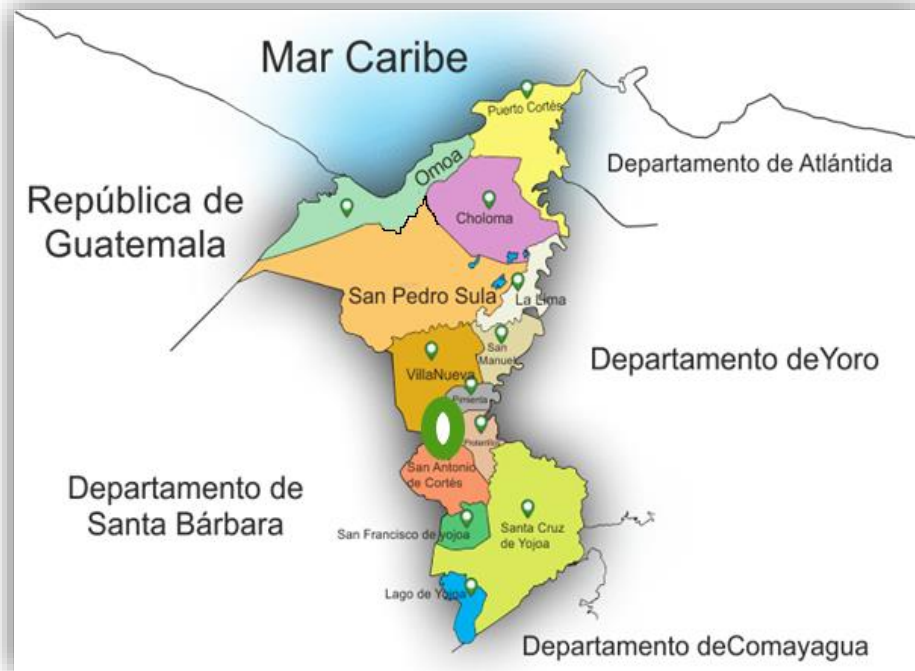 Mar Caribe
Puerto Cortés
Departamento de Atlántida
Omoa
República de
Guatemala
Choloma
San Pedro Sula
La Lima
San
Manuel
Departamento deYoro
VillaNueva
Pimienta
San Antonio
de Cortés
Departamento de
Santa Bárbara
San Francisco de yojoa
Santa Cruz
de Yojoa
Lago de Yojoa
Departamento deComayagua